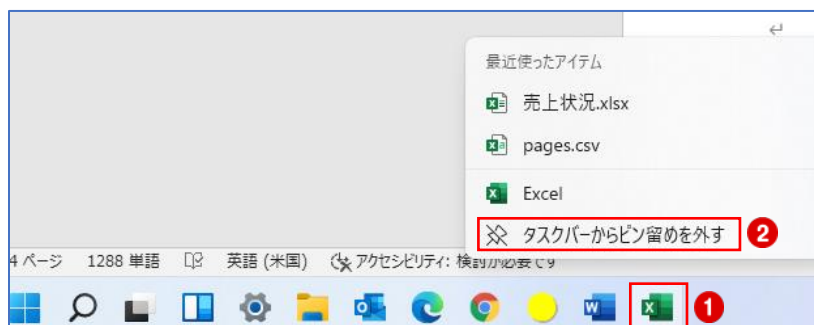 最近使ったアイテム
売上状況.xlsx
pages.csv
Excel
タスクバーからピン留めを外す 2
4 ページ 1288 単語 英語 (米国) アクセシビリティ: 検討が必要です
1